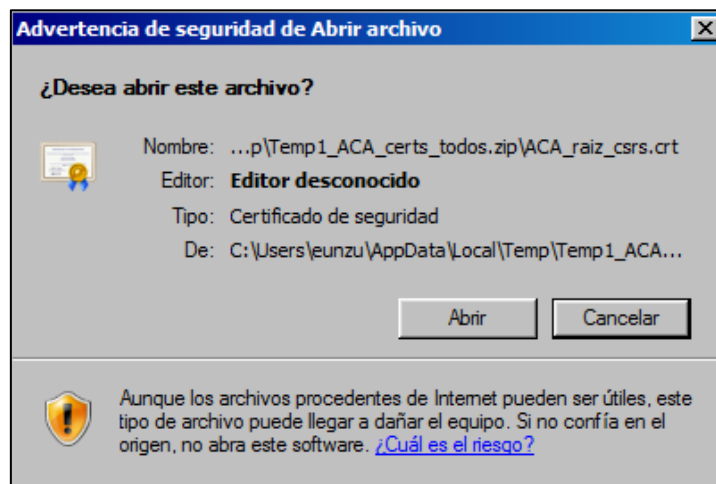 Advertencia de seguridad de Abrir archivo
¿Desea abrir este archivo?
Nombre: ...p\Temp1_ACA_certs_todos.zip\ACA_raiz_csrs.crt
Editor: Editor desconocido
Tipo: Certificado de seguridad
De: C:\Users\eunzu\AppData\Local\Temp\Temp1_ACA...
Abrir Cancelar
Aunque los archivos procedentes de Internet pueden ser útiles, este
tipo de archivo puede llegar a dañar el equipo. Si no confía en el
origen, no abra este software. ¿Cuál es el riesgo?